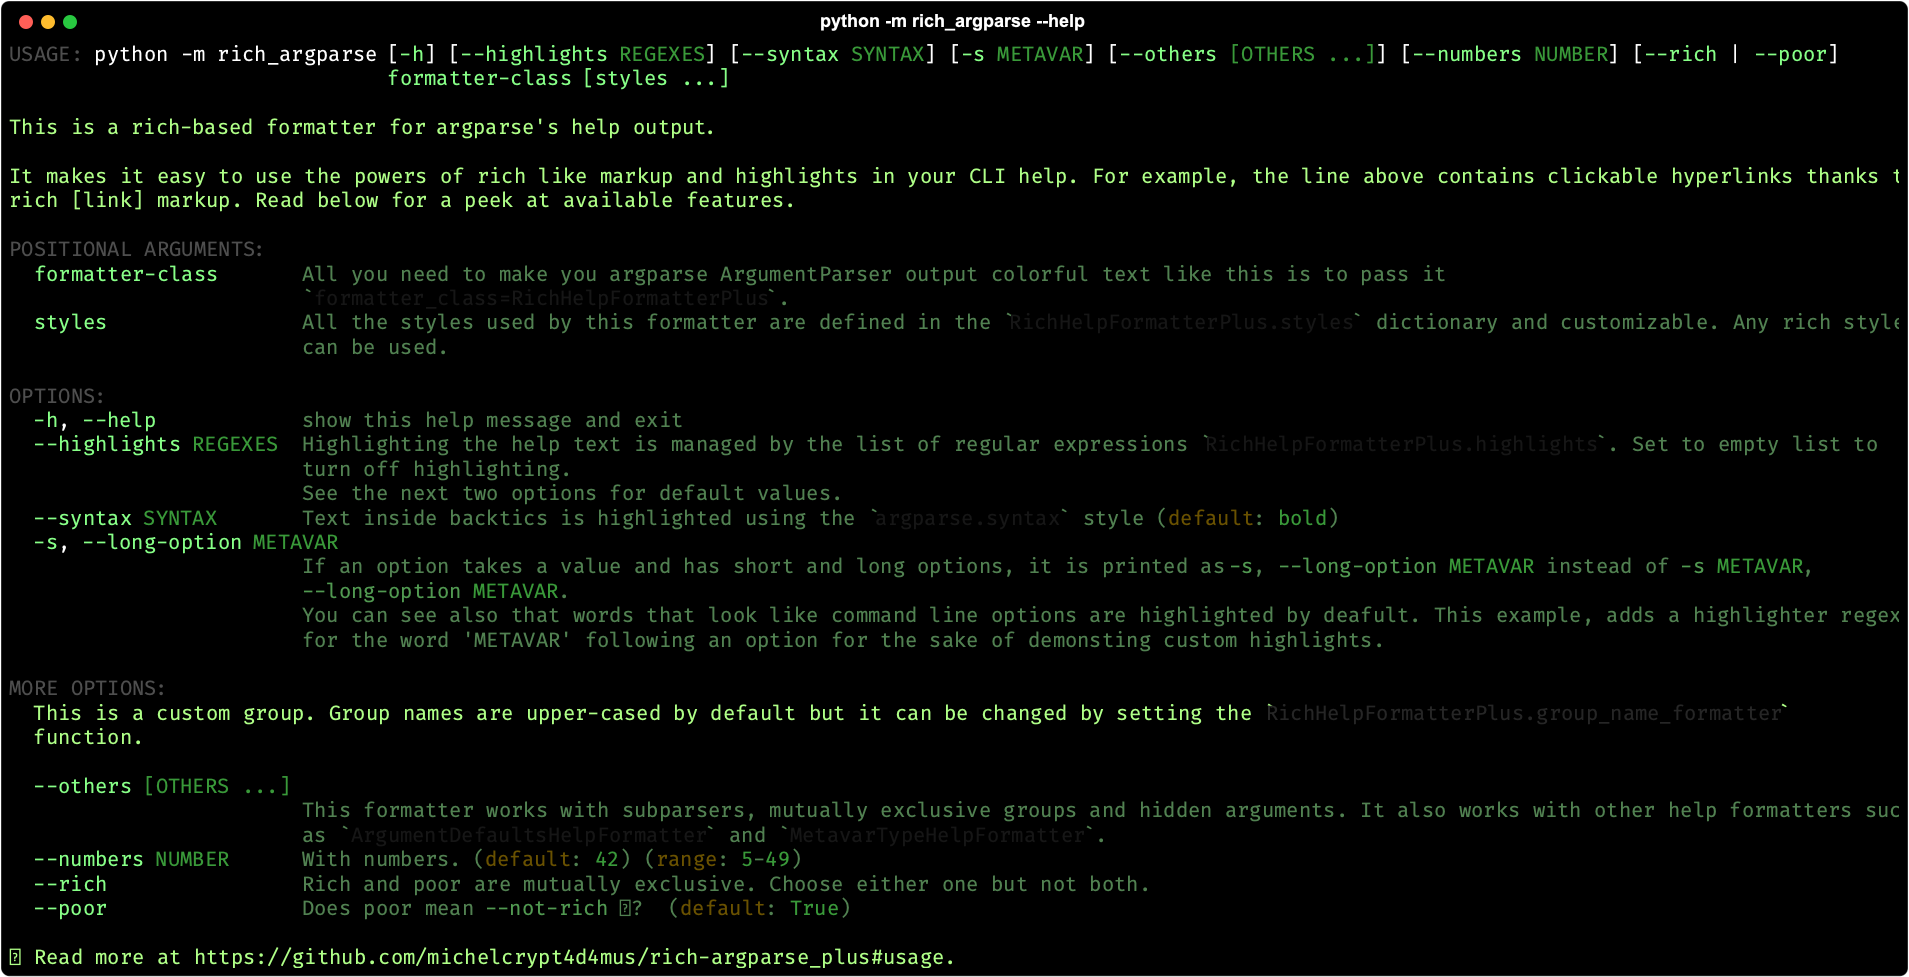 python -m rich_argparse --help
USAGE: python -m rich_argparse [-h] [--highlights REGEXES] [--syntax SYNTAX] [-s METAVAR] [--others [OTHERS ...]] [--numbers NUMBER] [--rich | --poor]
formatter-class [styles ...]
This is a rich-based formatter for argparse's help output.
It makes it easy to use the powers of rich like markup and highlights in your CLI help. For example, the line above contains clickable hyperlinks thanks t
rich [link] markup. Read below for a peek at available features.
POSITIONAL ARGUMENTS:
formatter-class All you need to make you argparse ArgumentParser output colorful text like this is to pass it
`formatter_class=RichHelpFormatterPlus`.
styles All the styles used by this formatter are defined in the `RichHelpFormatterPlus.styles` dictionary and customizable. Any rich style
can be used.
OPTIONS:
-h, --help show this help message and exit
--highlights REGEXES Highlighting the help text is managed by the list of regular expressions `RichHelpFormatterPlus.highlights`. Set to empty list to
turn off highlighting.
See the next two options for default values.
--syntax SYNTAX Text inside backtics is highlighted using the `argparse.syntax` style (default: bold)
-s, --long-option METAVAR
If an option takes a value and has short and long options, it is printed as -s, --long-option METAVAR instead of -s METAVAR,
--long-option METAVAR.
You can see also that words that look like command line options are highlighted by deafult. This example, adds a highlighter regex
for the word 'METAVAR' following an option for the sake of demonsting custom highlights.
MORE OPTIONS:
This is a custom group. Group names are upper-cased by default but it can be changed by setting the `RichHelpFormatterPlus.group_name_formatter`
function.
--others [OTHERS ...]
This formatter works with subparsers, mutually exclusive groups and hidden arguments. It also works with other help formatters suc
as `ArgumentDefaultsHelpFormatter` and `MetavarTypeHelpFormatter`.
--numbers NUMBER With numbers. (default: 42) (range: 5-49)
--rich Rich and poor are mutually exclusive. Choose either one but not both.
--poor Does poor mean --not-rich ? (default: True)
Read more at https://github.com/michelcrypt4d4mus/rich-argparse_plus#usage.